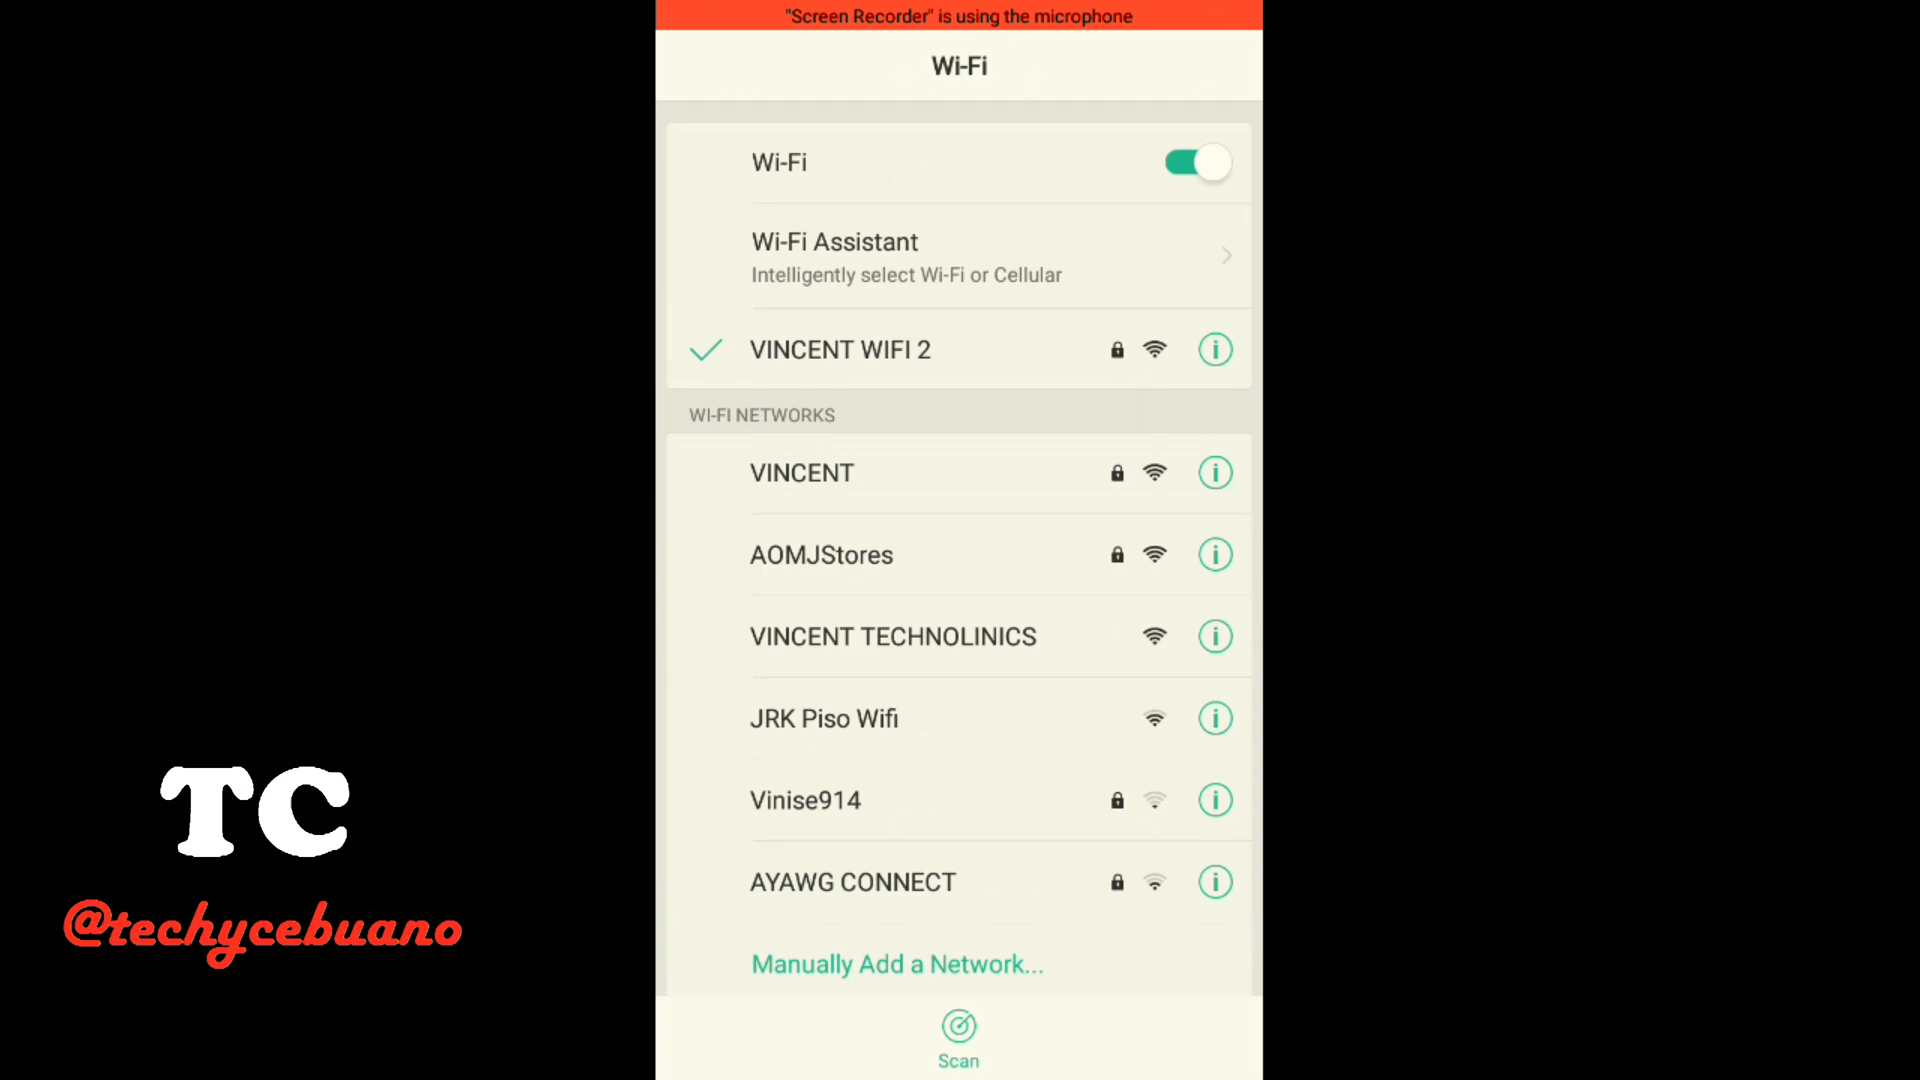 "Screen Recorder" is using the microphone
Wi-Fi
Wi-Fi
Wi-Fi Assistant
Intelligently select Wi-Fi or Cellular
VINCENT WIFI 2
WI-FI NETWORKS
VINCENT
AOMJStores
VINCENT TECHNOLINICS
JRK Piso Wifi
Vinise914
AYAWG CONNECT
Manually Add a Network...
Scan
TC
@techycebuano